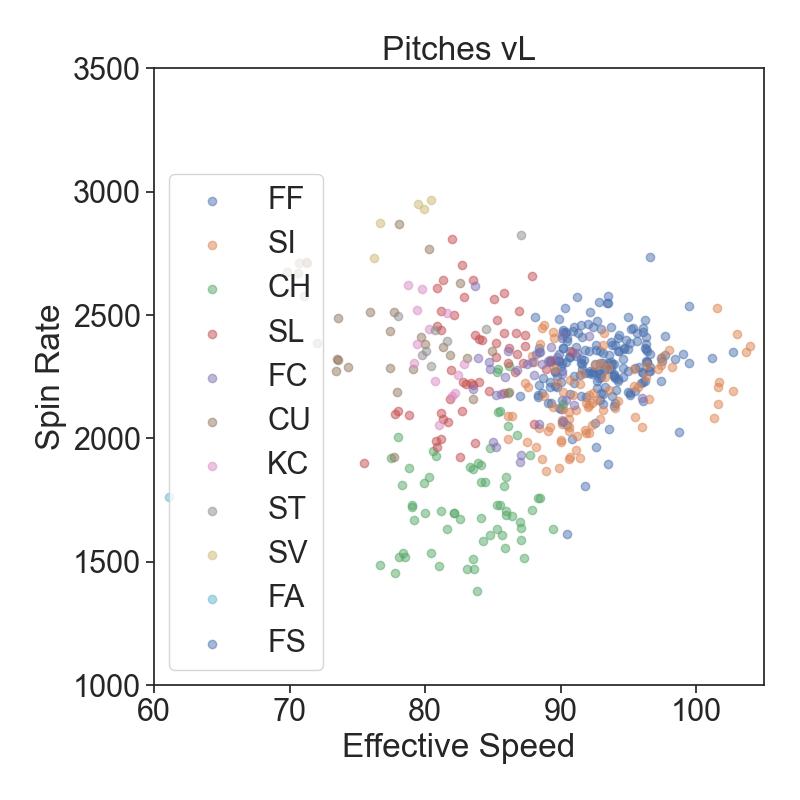 Pitches vL
3500
3000
2500
2000
1500
1000
Spin Rate
FF
SI
CH
SL
FC
CU
KC
ST
SV
FA
FS
60 70 80 90 100
Effective Speed